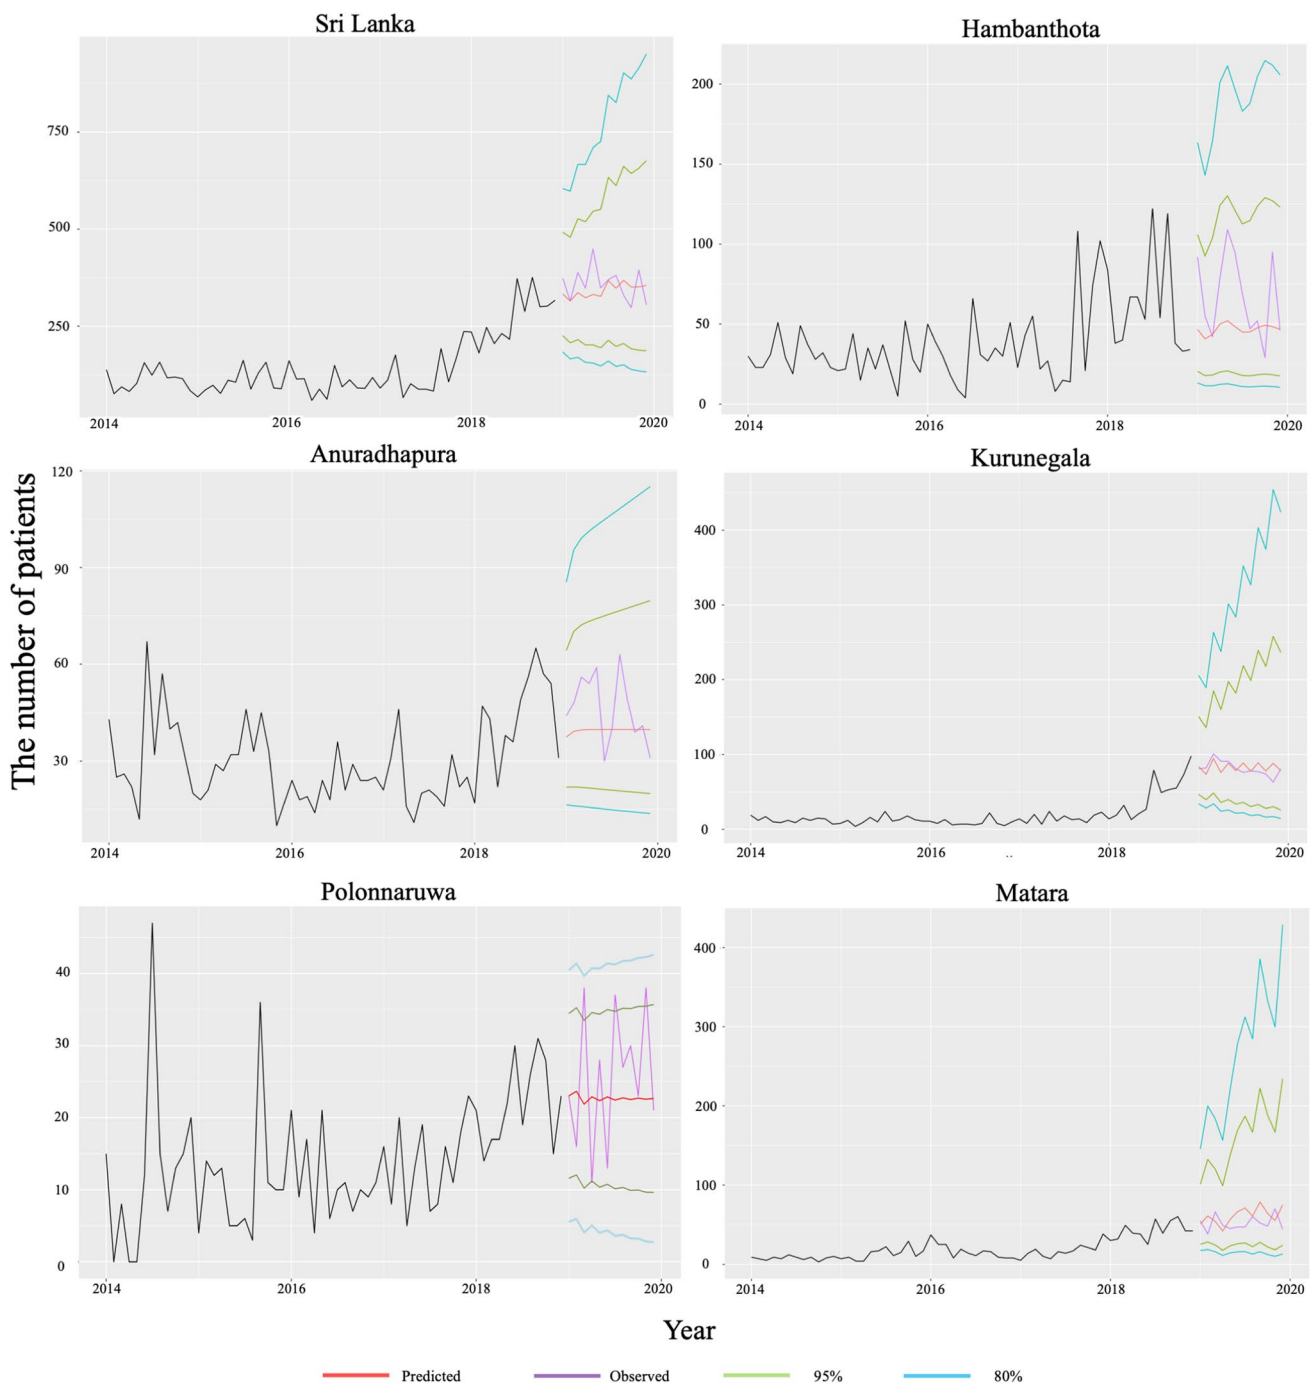 Sri Lanka
750
500
250
2014 2016 2018 2020
Hambanthota
200
150
100
50
0
2014 2016 2018 2020
The number of patients
Anuradhapura
120
90
60
30
2014 2016 2018 2020
Kurunegala
400
300
200
100
0
2014 2016 2018 2020
Polonnaruwa
40
30
20
10
0
2014 2016 2018 2020
Matara
400
300
200
100
0
2014 2016 2018 2020
Year
Predicted Observed 95% 80%